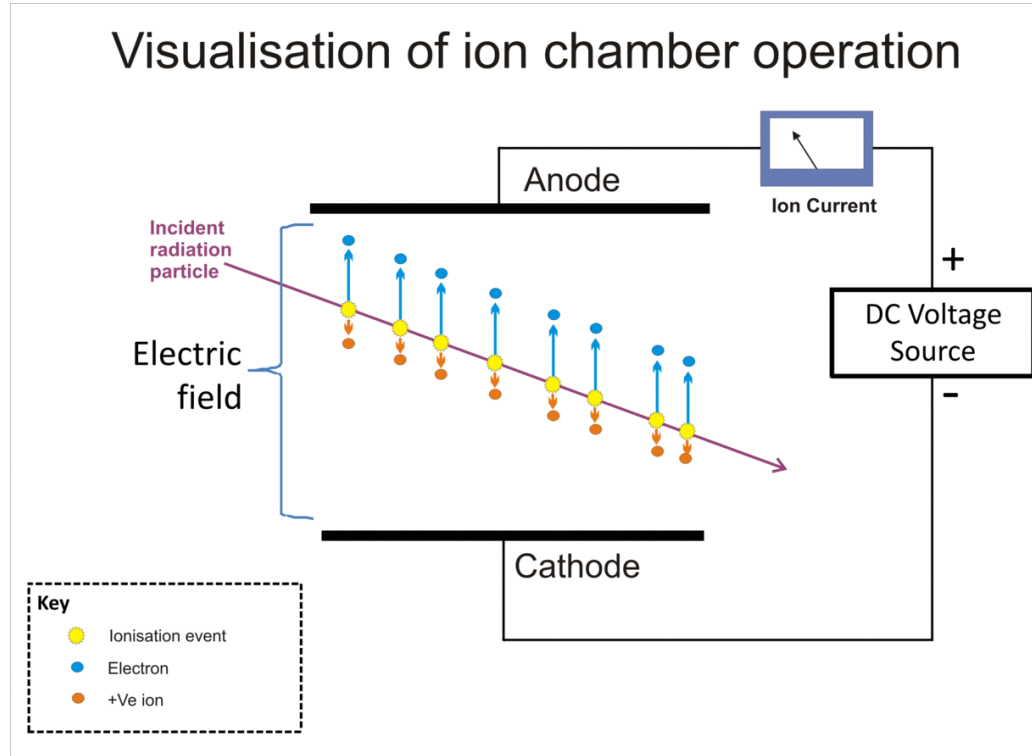 Visualisation of ion chamber operation
Anode
Ion Current
Incident
radiation
particle
+
DC Voltage
Source
-
Electric
field
Cathode
Key
Ionisation event
Electron
+Ve ion